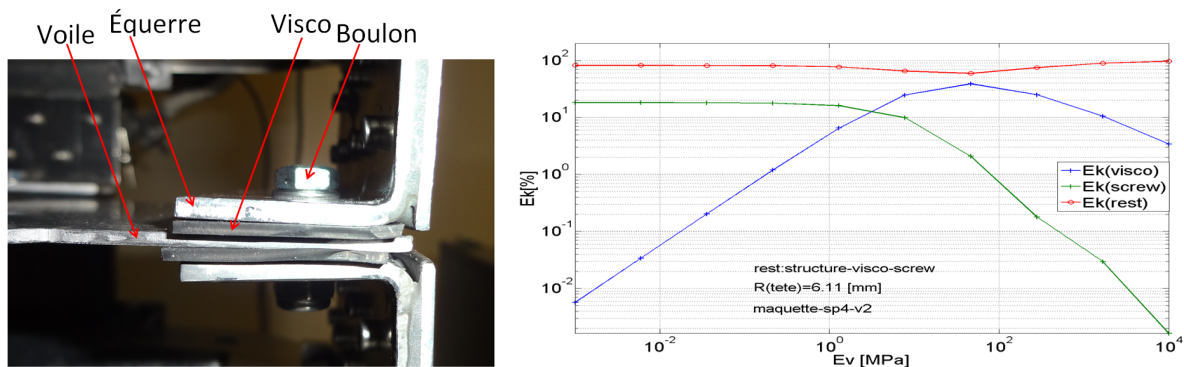 Voile
Équerre
Visco
Boulon
Ek[%]
10^2
10^1
10^0
10^-1
10^-2
Ek(visco)
Ek(screw)
Ek(rest)
rest:structure-visco-screw
R(tete)=6.11 [mm]
maquette-sp4-v2
10^-2
10^0
10^2
10^4
Ev [MPa]